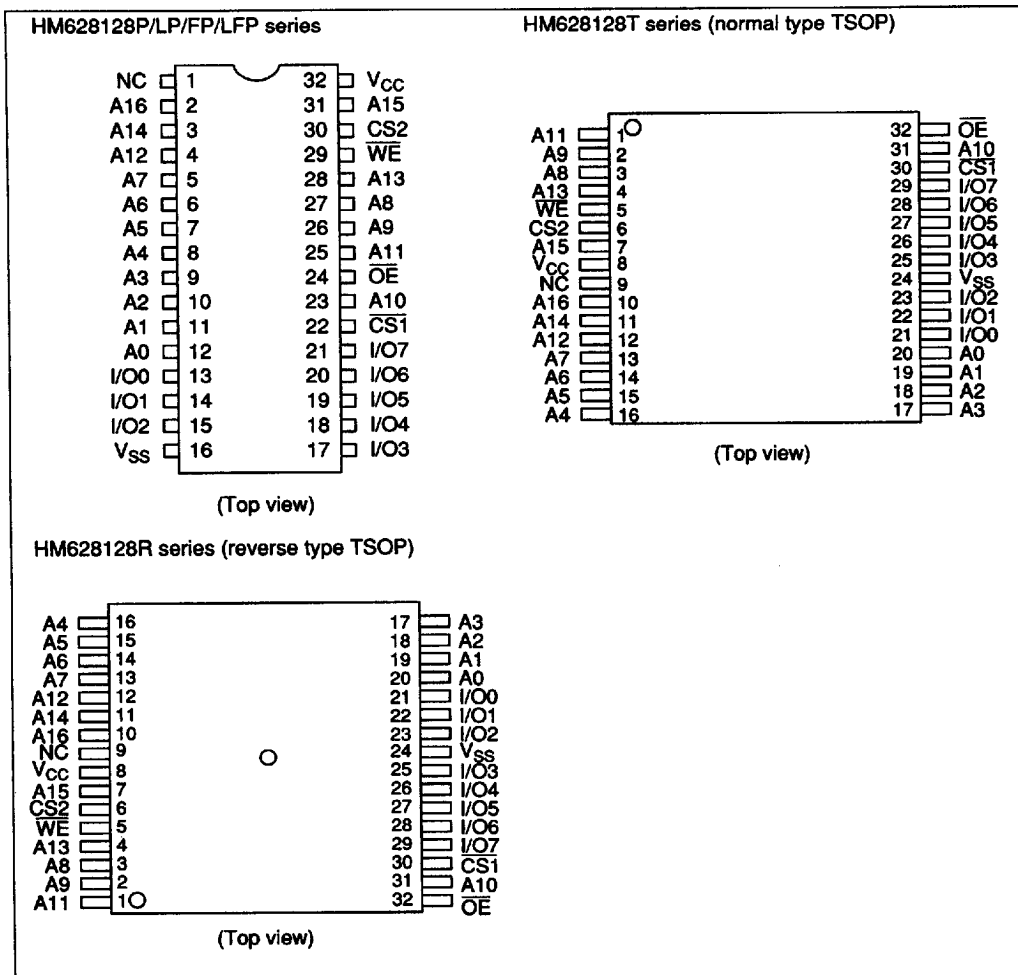 HM628128P/LP/FP/LFP series
NC 1 32 VCC
A16 2 31 A15
A14 3 30 CS2
A12 4 29 W̅E̅
A7 5 28 A13
A6 6 27 A8
A5 7 26 A9
A4 8 25 A11
A3 9 24 O̅E̅
A2 10 23 A10
A1 11 22 C̅S̅1̅
A0 12 21 I/O7
I/O0 13 20 I/O6
I/O1 14 19 I/O5
I/O2 15 18 I/O4
VSS 16 17 I/O3
(Top view)
HM628128T series (normal type TSOP)
A11 1 32 O̅E̅
A9 2 31 A10
A8 3 30 C̅S̅1̅
A13 4 29 I/O7
W̅E̅ 5 28 I/O6
CS2 6 27 I/O5
A15 7 26 I/O4
VCC 8 25 I/O3
NC 9 24 VSS
A16 10 23 I/O2
A14 11 22 I/O1
A12 12 21 I/O0
A7 13 20 A0
A6 14 19 A1
A5 15 18 A2
A4 16 17 A3
(Top view)
HM628128R series (reverse type TSOP)
A4 16 17 A3
A5 15 18 A2
A6 14 19 A1
A7 13 20 A0
A12 12 21 I/O0
A14 11 22 I/O1
A16 10 23 I/O2
NC 9 24 VSS
VCC 8 25 I/O3
A15 7 26 I/O4
CS2 6 27 I/O5
W̅E̅ 5 28 I/O6
A13 4 29 I/O7
A8 3 30 C̅S̅1̅
A9 2 31 A10
A11 1 32 O̅E̅
(Top view)